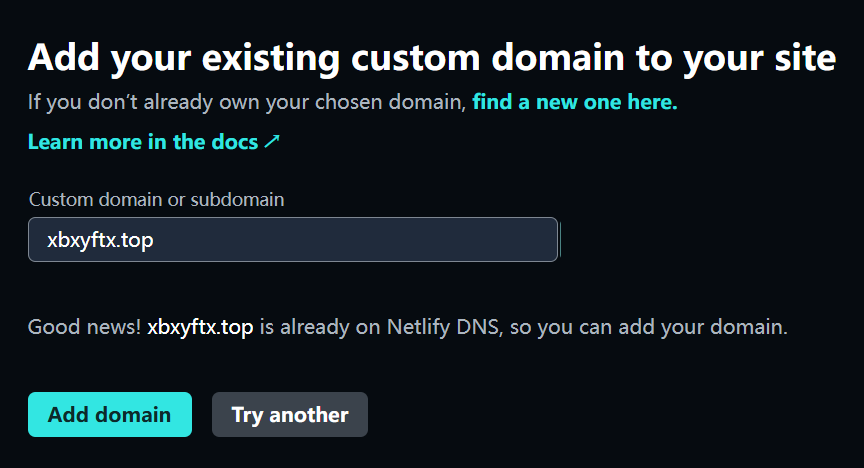 Add your existing custom domain to your site
If you don’t already own your chosen domain, find a new one here.
Learn more in the docs ↗
Custom domain or subdomain
xbxyftx.top
Good news! xbxyftx.top is already on Netlify DNS, so you can add your domain.
Add domain
Try another